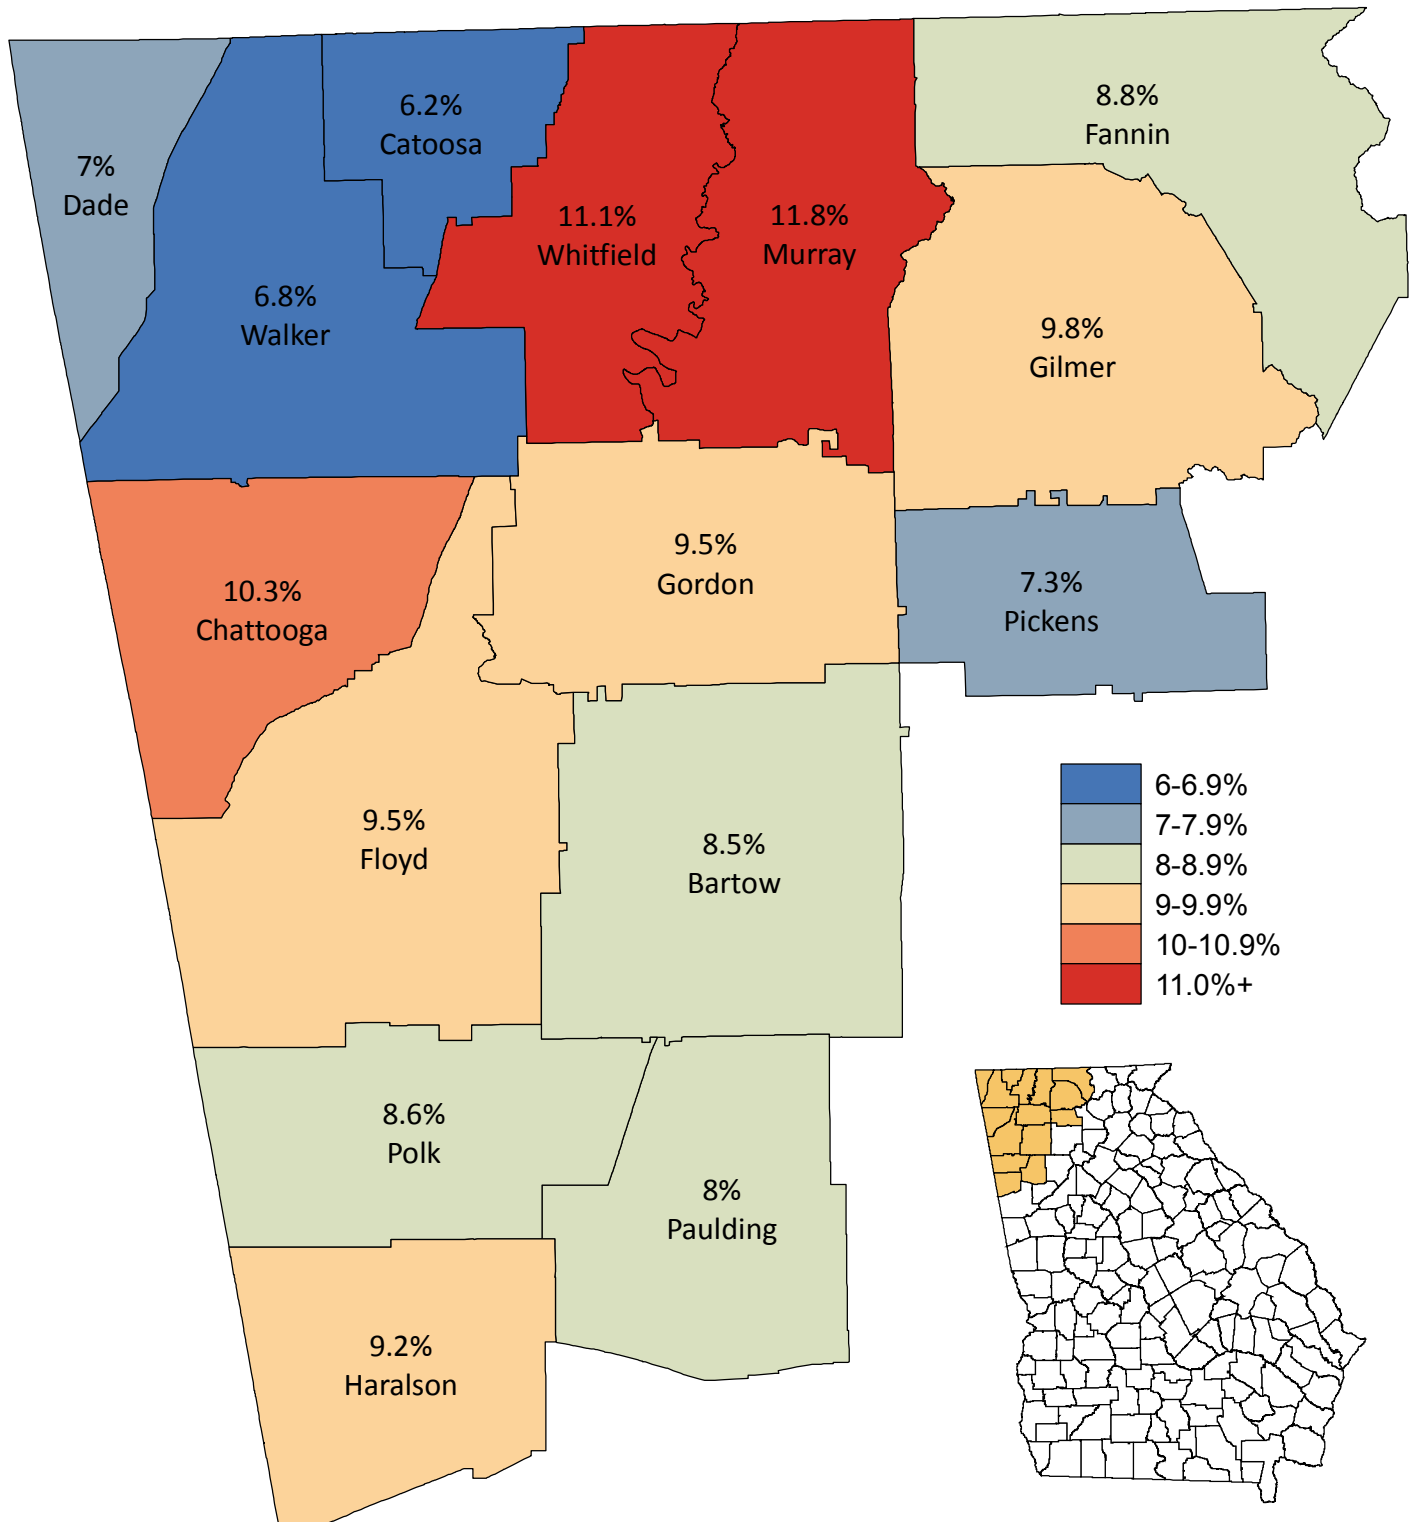 6.2%
Catoosa
8.8%
Fannin
7%
Dade
11.1%
Whitfield
11.8%
Murray
6.8%
Walker
9.8%
Gilmer
9.5%
Gordon
10.3%
Chattooga
7.3%
Pickens
9.5%
Floyd
8.5%
Bartow
6-6.9%
7-7.9%
8-8.9%
9-9.9%
10-10.9%
11.0%+
8.6%
Polk
8%
Paulding
9.2%
Haralson